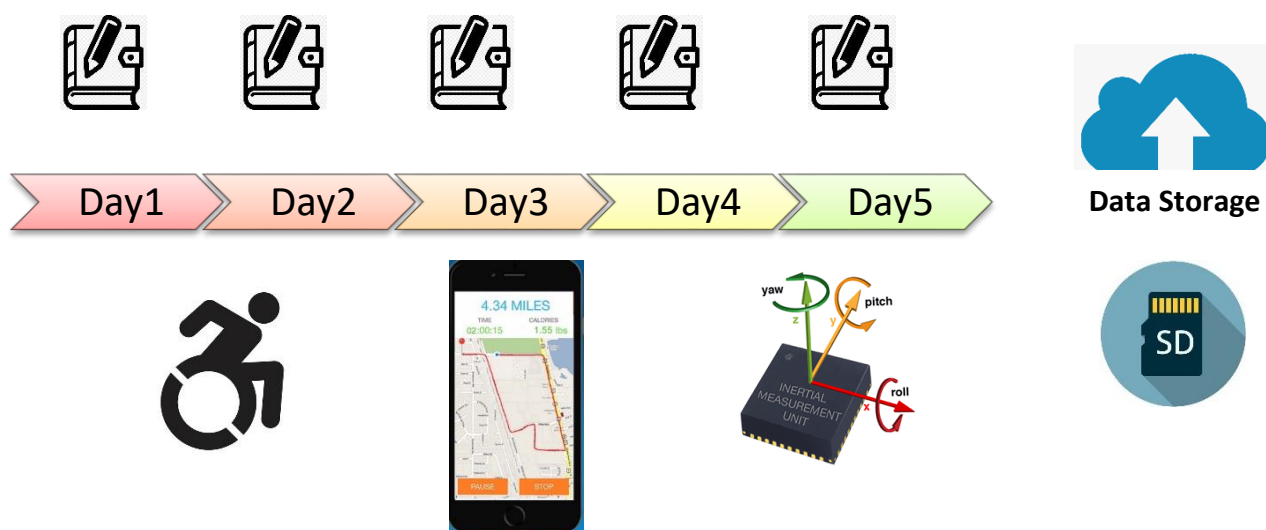 Day1
Day2
Day3
Day4
Day5
Data Storage
4.34 MILES
TIME CALORIES
02:00:15 1.55 lbs
PAUSE STOP
yaw
z
pitch
y
roll
x
INERTIAL
MEASUREMENT
UNIT
SD